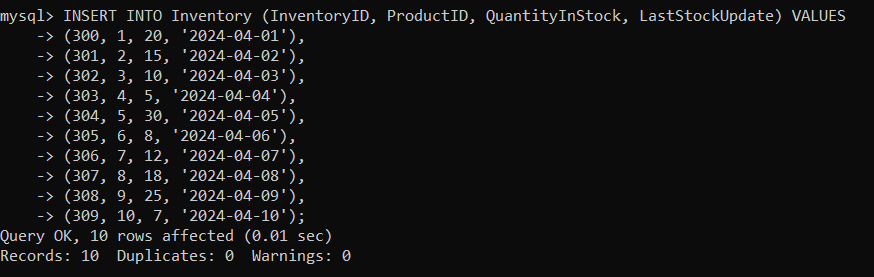 mysql> INSERT INTO Inventory (InventoryID, ProductID, QuantityInStock, LastStockUpdate) VALUES
    -> (300, 1, 20, '2024-04-01'),
    -> (301, 2, 15, '2024-04-02'),
    -> (302, 3, 10, '2024-04-03'),
    -> (303, 4, 5, '2024-04-04'),
    -> (304, 5, 30, '2024-04-05'),
    -> (305, 6, 8, '2024-04-06'),
    -> (306, 7, 12, '2024-04-07'),
    -> (307, 8, 18, '2024-04-08'),
    -> (308, 9, 25, '2024-04-09'),
    -> (309, 10, 7, '2024-04-10');
Query OK, 10 rows affected (0.01 sec)
Records: 10  Duplicates: 0  Warnings: 0